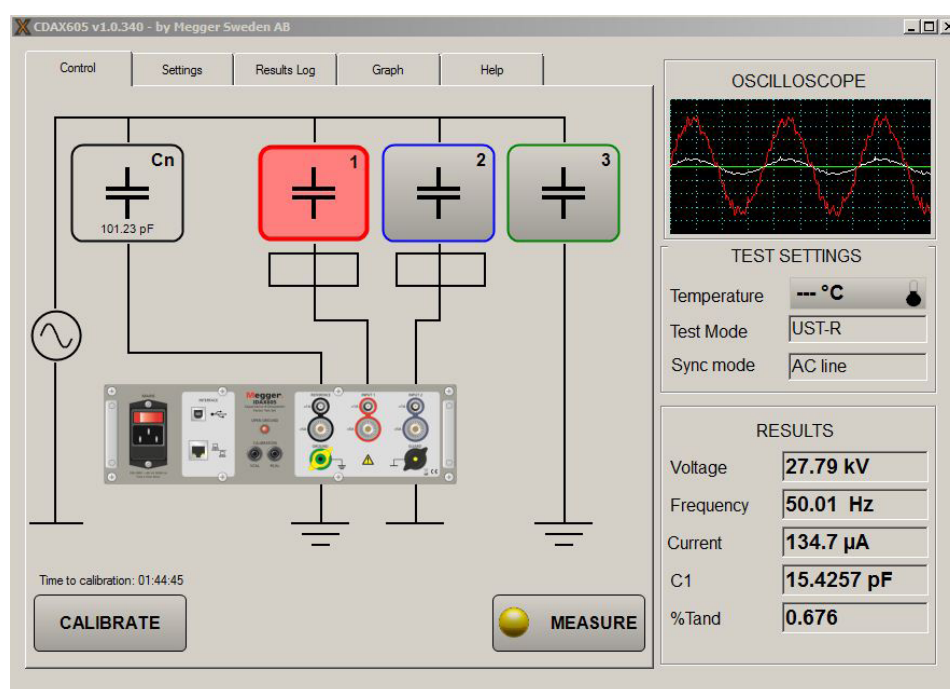 CDAX605 v1.0.340 - by Megger Sweden AB
Control Settings Results Log Graph Help
Cn
101.23 pF
1
2
3
Megger.
CDAX605
Time to calibration: 01:44:45
CALIBRATE
MEASURE
OSCILLOSCOPE
TEST SETTINGS
Temperature --- °C
Test Mode UST-R
Sync mode AC line
RESULTS
Voltage 27.79 kV
Frequency 50.01 Hz
Current 134.7 µA
C1 15.4257 pF
%Tand 0.676